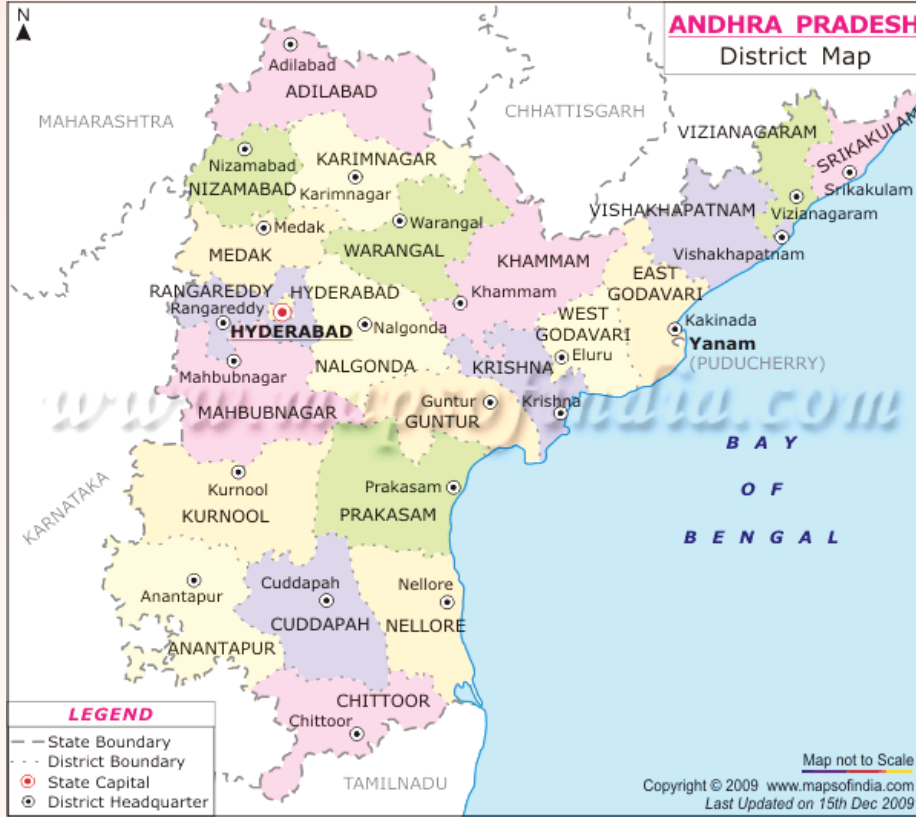 N
ANDHRA PRADESH
District Map
Adilabad
ADILABAD
MAHARASHTRA
CHHATTISGARH
VIZIANAGARAM
SRIKAKULAM
Nizamabad
NIZAMABAD
KARIMNAGAR
Karimnagar
Srikakulam
VISHAKHAPATNAM
Vizianagaram
Medak
MEDAK
Warangal
WARANGAL
Vishakhapatnam
KHAMMAM
Khammam
EAST
GODAVARI
RANGAREDDY
Rangareddy
HYDERABAD
HYDERABAD
Nalgonda
NALGONDA
WEST
GODAVARI
Eluru
Kakinada
Yanam
(PUDUCHERRY)
KRISHNA
Krishna
Mahbubnagar
MAHBUBNAGAR
Guntur
GUNTUR
www.mapsofindia.com
BAY
OF
BENGAL
KARNATAKA
Kurnool
KURNOOL
Prakasam
PRAKASAM
Anantapur
ANANTAPUR
Cuddapah
CUDDAPAH
Nellore
NELLORE
CHITTOOR
Chittoor
TAMILNADU
LEGEND
State Boundary
District Boundary
State Capital
District Headquarter
Map not to Scale
Copyright © 2009 www.mapsofindia.com
Last Updated on 15th Dec 2009